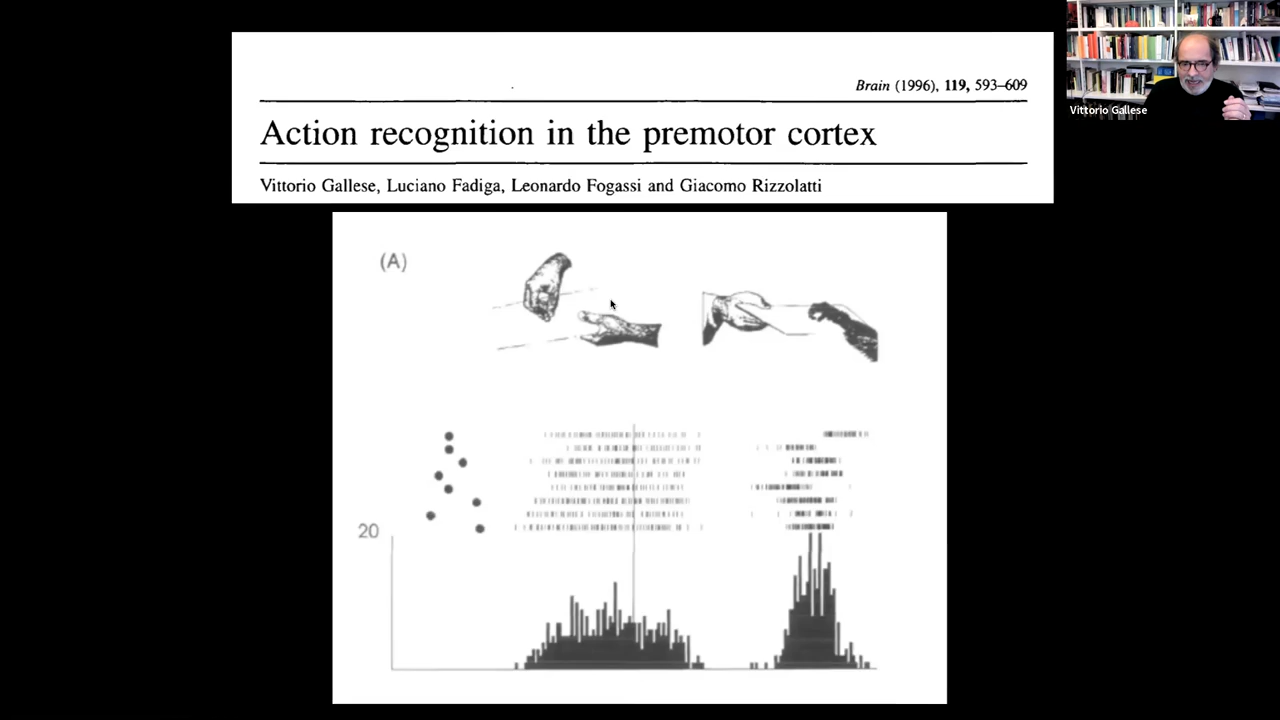 Brain (1996), 119, 593–609
Action recognition in the premotor cortex
Vittorio Gallese, Luciano Fadiga, Leonardo Fogassi and Giacomo Rizzolatti
Vittorio Gallese
(A)
20